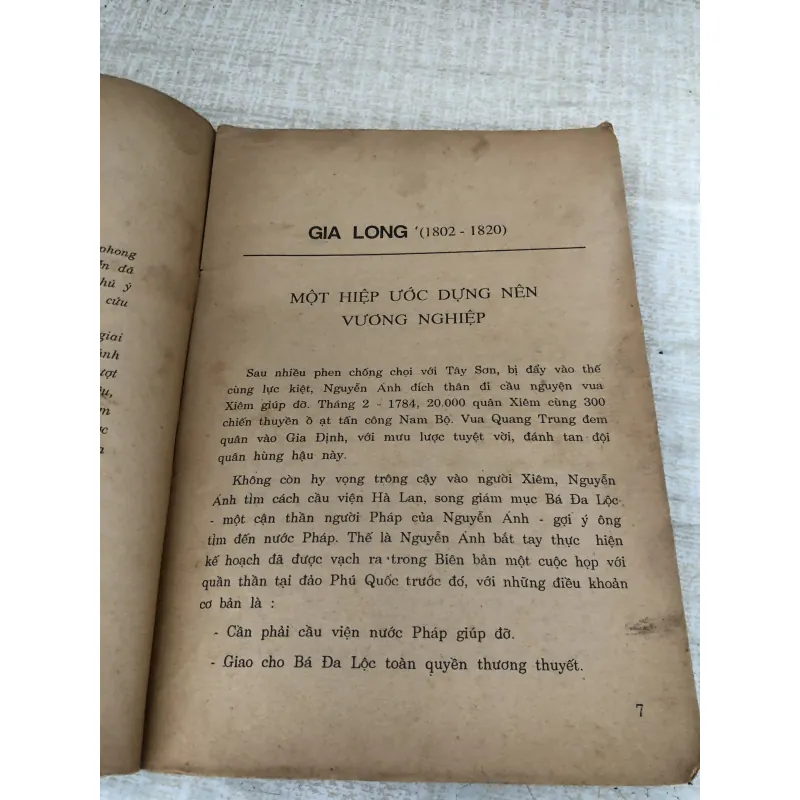 phong
ến đã
hú ý
cứu
giai
ánh
ượt
u,
m
c
a
GIA LONG (1802 - 1820)
MỘT HIỆP ƯỚC DỰNG NÊN
VƯƠNG NGHIỆP
Sau nhiều phen chống chọi với Tây Sơn, bị đẩy vào thế
cùng lực kiệt, Nguyễn Ánh đích thân đi cầu nguyện vua
Xiêm giúp đỡ. Tháng 2 - 1784, 20.000 quân Xiêm cùng 300
chiến thuyền ồ ạt tấn công Nam Bộ. Vua Quang Trung đem
quân vào Gia Định, với mưu lược tuyệt vời, đánh tan đội
quân hùng hậu này.
Không còn hy vọng trông cậy vào người Xiêm, Nguyễn
Ánh tìm cách cầu viện Hà Lan, song giám mục Bá Đa Lộc
- một cận thần người Pháp của Nguyễn Ánh - gợi ý ông
tìm đến nước Pháp. Thế là Nguyễn Ánh bắt tay thực hiện
kế hoạch đã được vạch ra trong Biên bản một cuộc họp với
quần thần tại đảo Phú Quốc trước đó, với những điều khoản
cơ bản là :
- Cần phải cầu viện nước Pháp giúp đỡ.
- Giao cho Bá Đa Lộc toàn quyền thương thuyết.
7